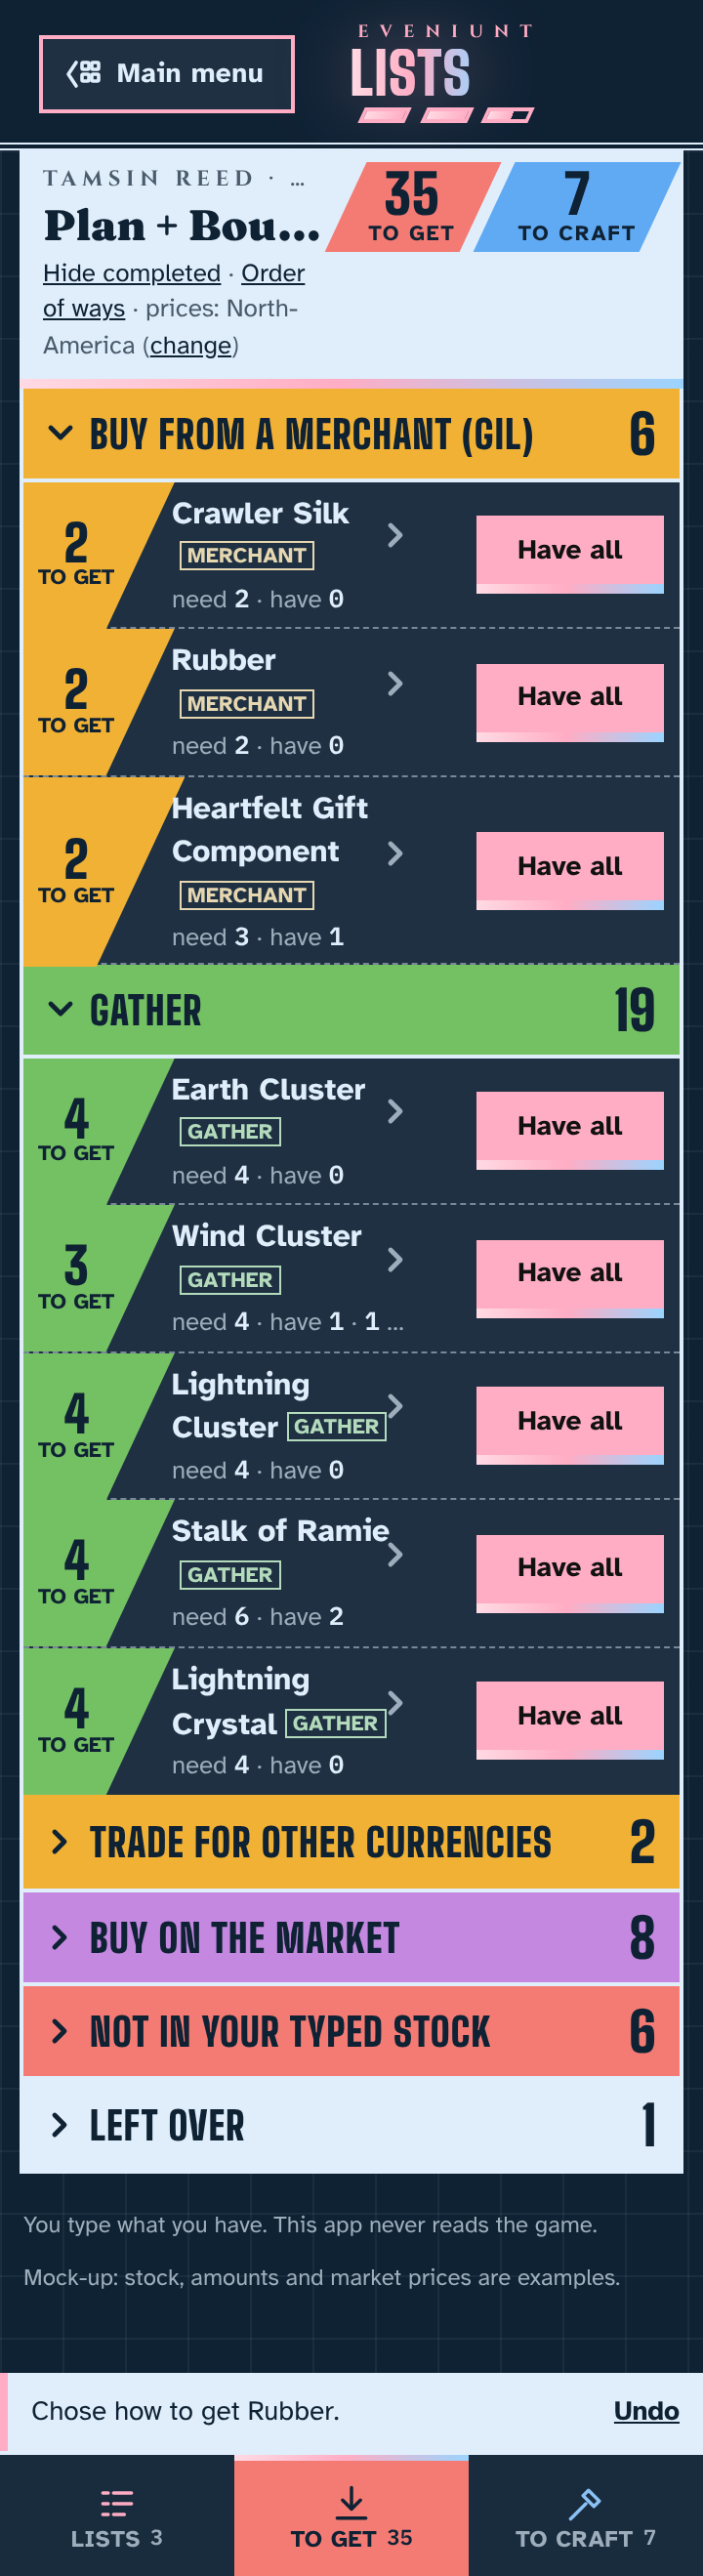 Main menu
EVENIUNT
LISTS
TAMSIN REED · …
Plan + Bou…
35
TO GET
7
TO CRAFT
Hide completed · Order
of ways · prices: North-
America (change)
BUY FROM A MERCHANT (GIL) 6
2
TO GET
Crawler Silk
MERCHANT
need 2 · have 0
Have all
2
TO GET
Rubber
MERCHANT
need 2 · have 0
Have all
2
TO GET
Heartfelt Gift
Component
MERCHANT
need 3 · have 1
Have all
GATHER 19
4
TO GET
Earth Cluster
GATHER
need 4 · have 0
Have all
3
TO GET
Wind Cluster
GATHER
need 4 · have 1 · 1 …
Have all
4
TO GET
Lightning
Cluster GATHER
need 4 · have 0
Have all
4
TO GET
Stalk of Ramie
GATHER
need 6 · have 2
Have all
4
TO GET
Lightning
Crystal GATHER
need 4 · have 0
Have all
TRADE FOR OTHER CURRENCIES 2
BUY ON THE MARKET 8
NOT IN YOUR TYPED STOCK 6
LEFT OVER 1
You type what you have. This app never reads the game.
Mock-up: stock, amounts and market prices are examples.
Chose how to get Rubber. Undo
LISTS 3
TO GET 35
TO CRAFT 7